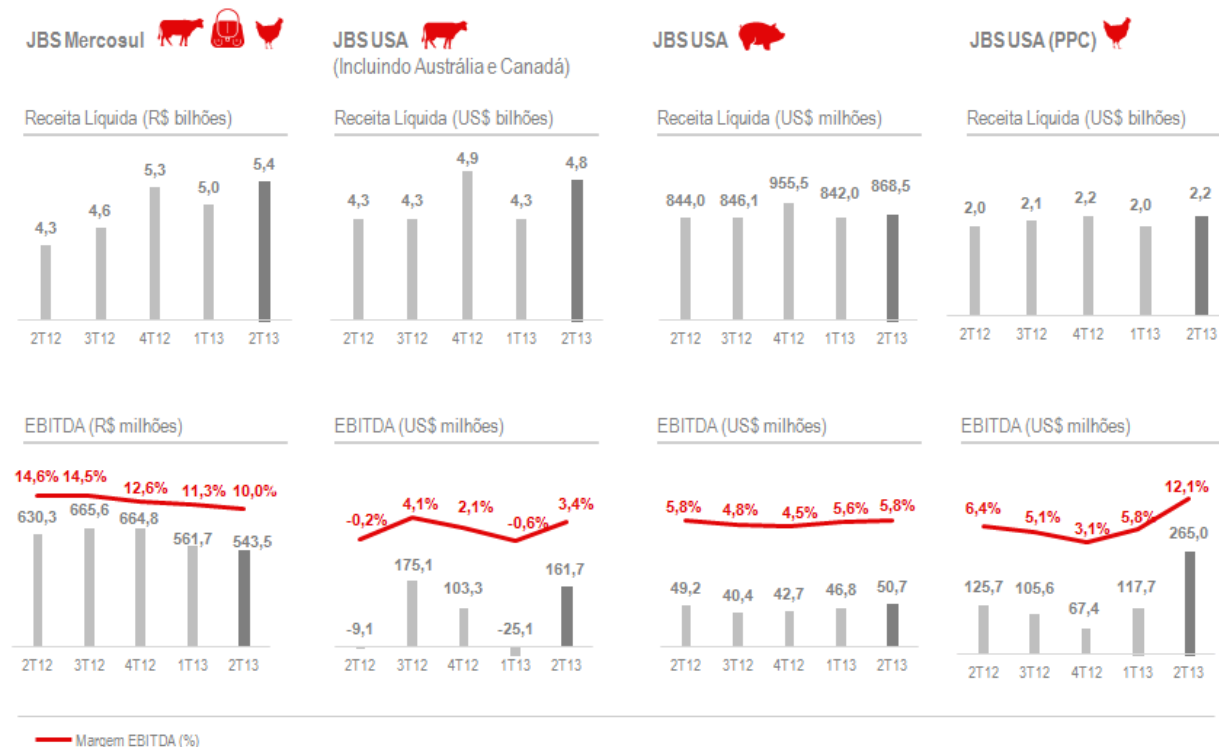 JBS Mercosul
JBS USA
(Incluindo Austrália e Canadá)
JBS USA
JBS USA (PPC)
Receita Líquida (R$ bilhões)
4,3
4,6
5,3
5,0
5,4
2T12 3T12 4T12 1T13 2T13
Receita Líquida (US$ bilhões)
4,3
4,3
4,9
4,3
4,8
2T12 3T12 4T12 1T13 2T13
Receita Líquida (US$ milhões)
844,0
846,1
955,5
842,0
868,5
2T12 3T12 4T12 1T13 2T13
Receita Líquida (US$ bilhões)
2,0
2,1
2,2
2,0
2,2
2T12 3T12 4T12 1T13 2T13
EBITDA (R$ milhões)
14,6% 14,5% 12,6% 11,3% 10,0%
630,3 665,6 664,8 561,7 543,5
2T12 3T12 4T12 1T13 2T13
EBITDA (US$ milhões)
-0,2% 4,1% 2,1% -0,6% 3,4%
-9,1 175,1 103,3 -25,1 161,7
2T12 3T12 4T12 1T13 2T13
EBITDA (US$ milhões)
5,8% 4,8% 4,5% 5,6% 5,8%
49,2 40,4 42,7 46,8 50,7
2T12 3T12 4T12 1T13 2T13
EBITDA (US$ milhões)
6,4% 5,1% 3,1% 5,8% 12,1%
125,7 105,6 67,4 117,7 265,0
2T12 3T12 4T12 1T13 2T13
Margem EBITDA (%)